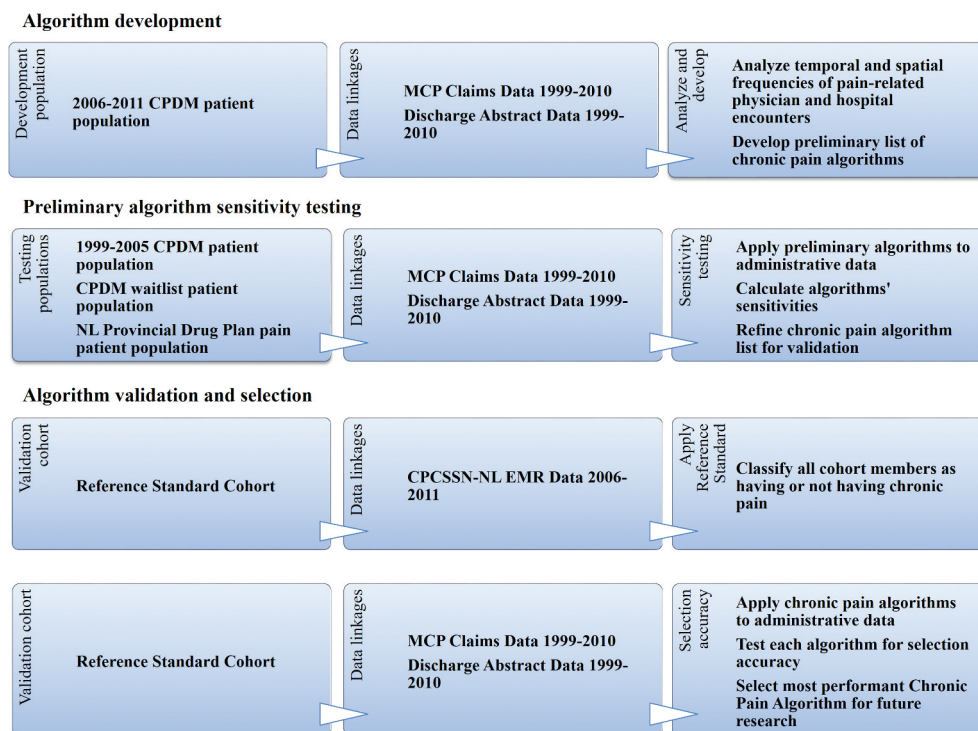 Algorithm development
Development
population
2006-2011 CPDM patient
population
Data linkages
MCP Claims Data 1999-2010
Discharge Abstract Data 1999-
2010
Analyze and
develop
Analyze temporal and spatial
frequencies of pain-related
physician and hospital
encounters
Develop preliminary list of
chronic pain algorithms
Preliminary algorithm sensitivity testing
Testing
populations
1999-2005 CPDM patient
population
CPDM waitlist patient
population
NL Provincial Drug Plan pain
patient population
Data linkages
MCP Claims Data 1999-2010
Discharge Abstract Data 1999-
2010
Sensitivity
testing
Apply preliminary algorithms to
administrative data
Calculate algorithms'
sensitivities
Refine chronic pain algorithm
list for validation
Algorithm validation and selection
Validation
cohort
Reference Standard Cohort
Data linkages
CPCSSN-NL EMR Data 2006-
2011
Apply
Reference
Standard
Classify all cohort members as
having or not having chronic
pain
Validation cohort
Reference Standard Cohort
Data linkages
MCP Claims Data 1999-2010
Discharge Abstract Data 1999-
2010
Selection
accuracy
Apply chronic pain algorithms
to administrative data
Test each algorithm for selection
accuracy
Select most performant Chronic
Pain Algorithm for future
research